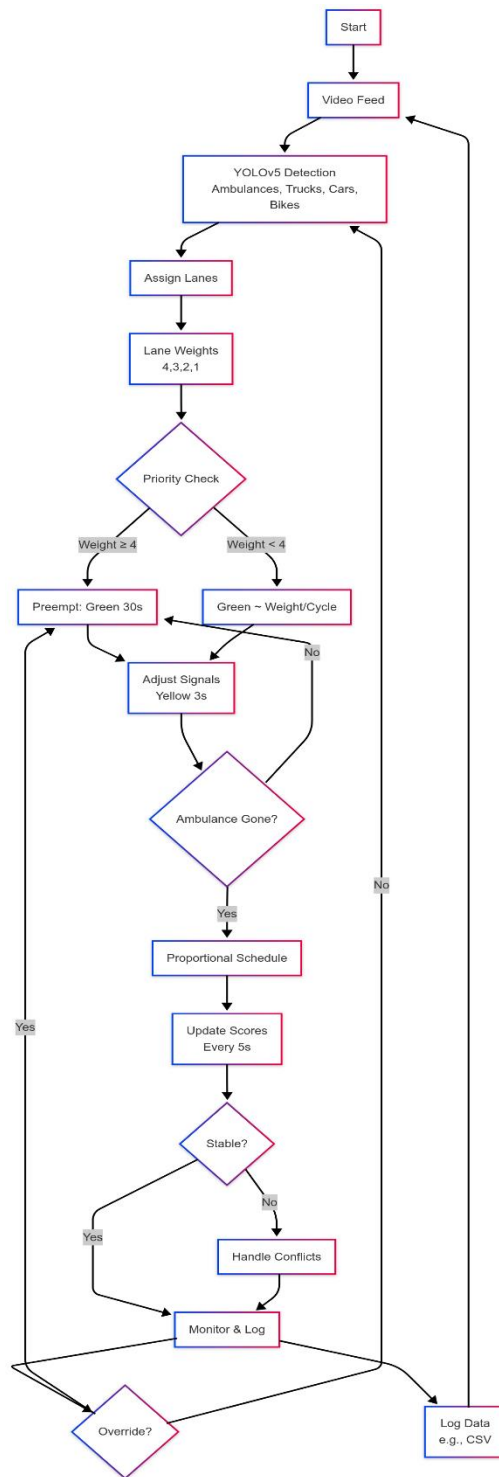 Start
Video Feed
YOLOv5 Detection
Ambulances, Trucks, Cars,
Bikes
Assign Lanes
Lane Weights
4,3,2,1
Priority Check
Weight ≥ 4
Weight < 4
Preempt: Green 30s
Green ~ Weight/Cycle
No
Adjust Signals
Yellow 3s
Ambulance Gone?
No
Yes
Proportional Schedule
Yes
Update Scores
Every 5s
Stable?
Yes
No
Handle Conflicts
Monitor & Log
Override?
Log Data
e.g., CSV